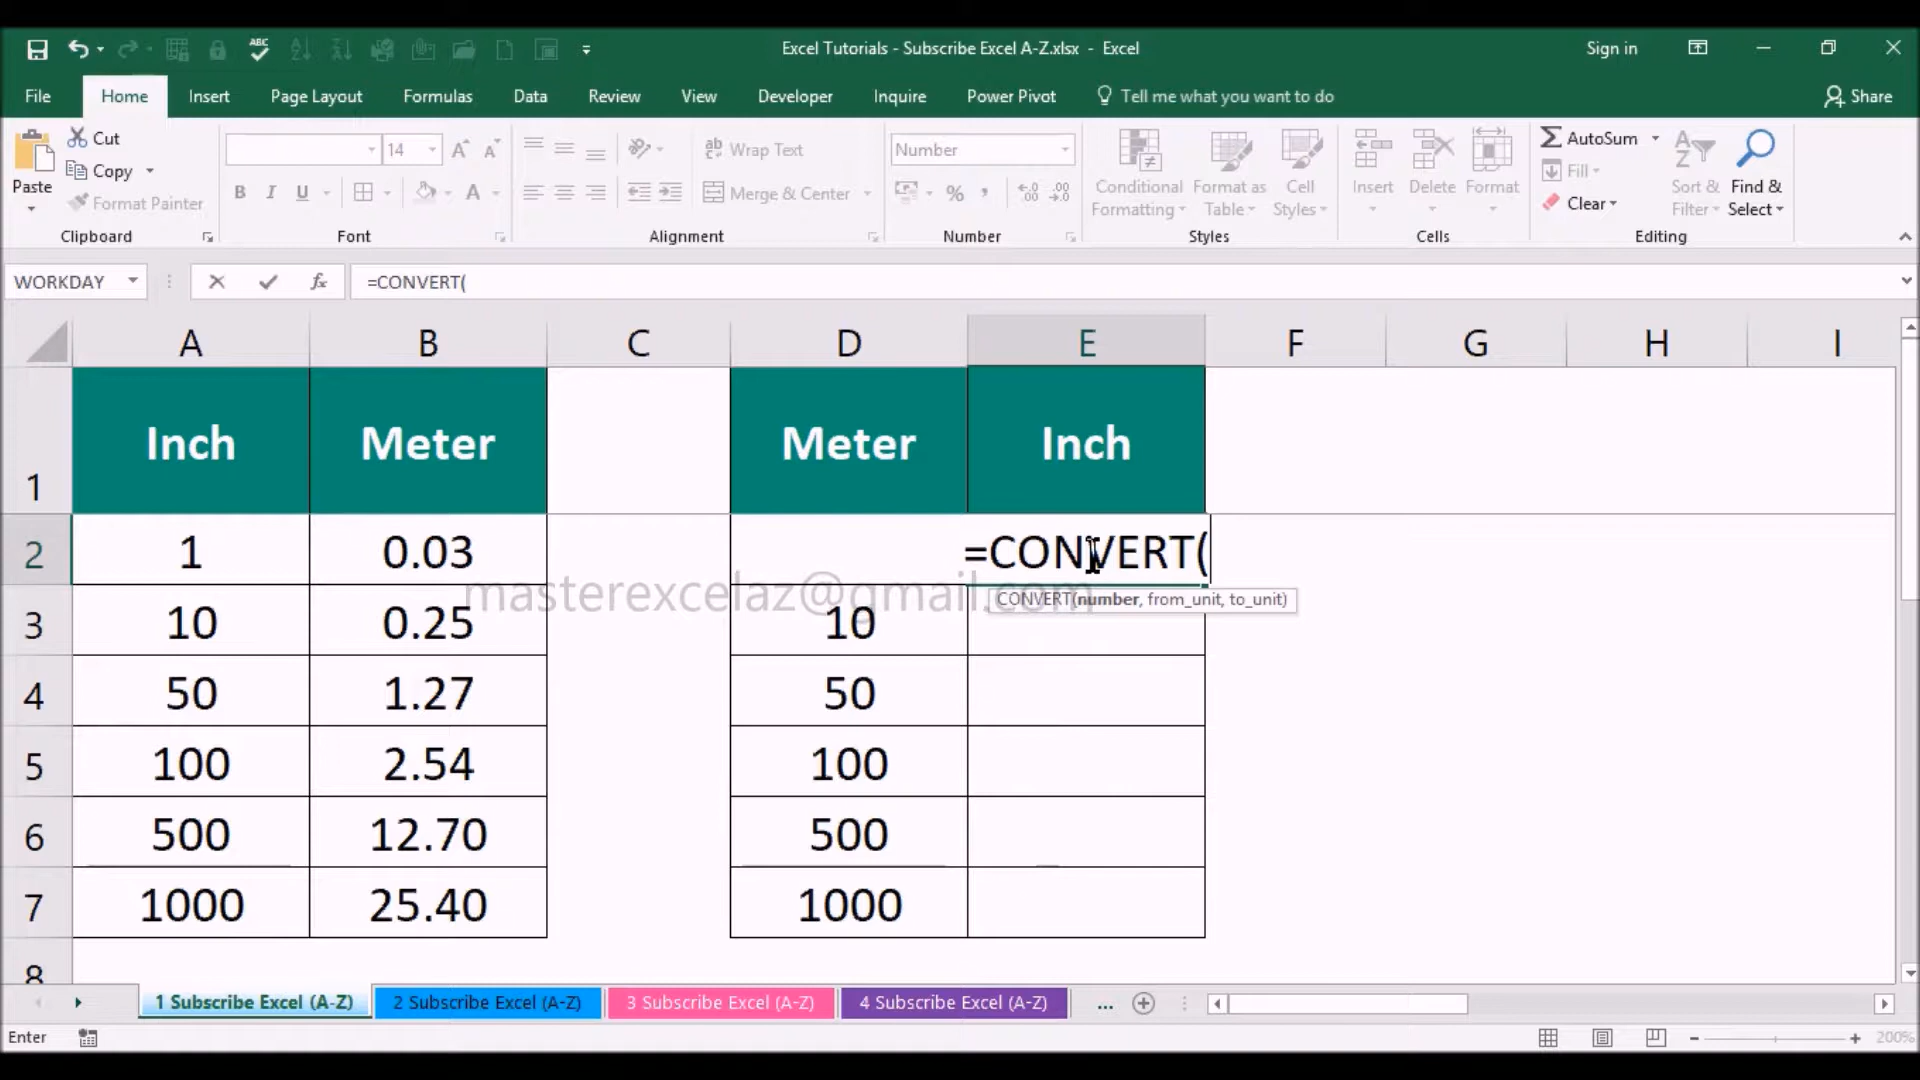 Excel Tutorials - Subscribe Excel A-Z.xlsx - Excel
Sign in
File Home Insert Page Layout Formulas Data Review View Developer Inquire Power Pivot Tell me what you want to do Share
Paste
Cut
Copy
Format Painter
Clipboard
14
B I U
Font
Wrap Text
Merge & Center
Alignment
Number
%
Number
Conditional Formatting
Format as Table
Cell Styles
Styles
Insert
Delete
Format
Cells
AutoSum
Fill
Clear
Sort & Filter
Find & Select
Editing
WORKDAY
fx
=CONVERT(
A B C D E F G H I
1 Inch Meter Meter Inch
2 1 0.03 =CONVERT(
masterexcelaz@gmail.com
CONVERT(number, from_unit, to_unit)
3 10 0.25 10
4 50 1.27 50
5 100 2.54 100
6 500 12.70 500
7 1000 25.40 1000
8
1 Subscribe Excel (A-Z) 2 Subscribe Excel (A-Z) 3 Subscribe Excel (A-Z) 4 Subscribe Excel (A-Z) ...
Enter
200%